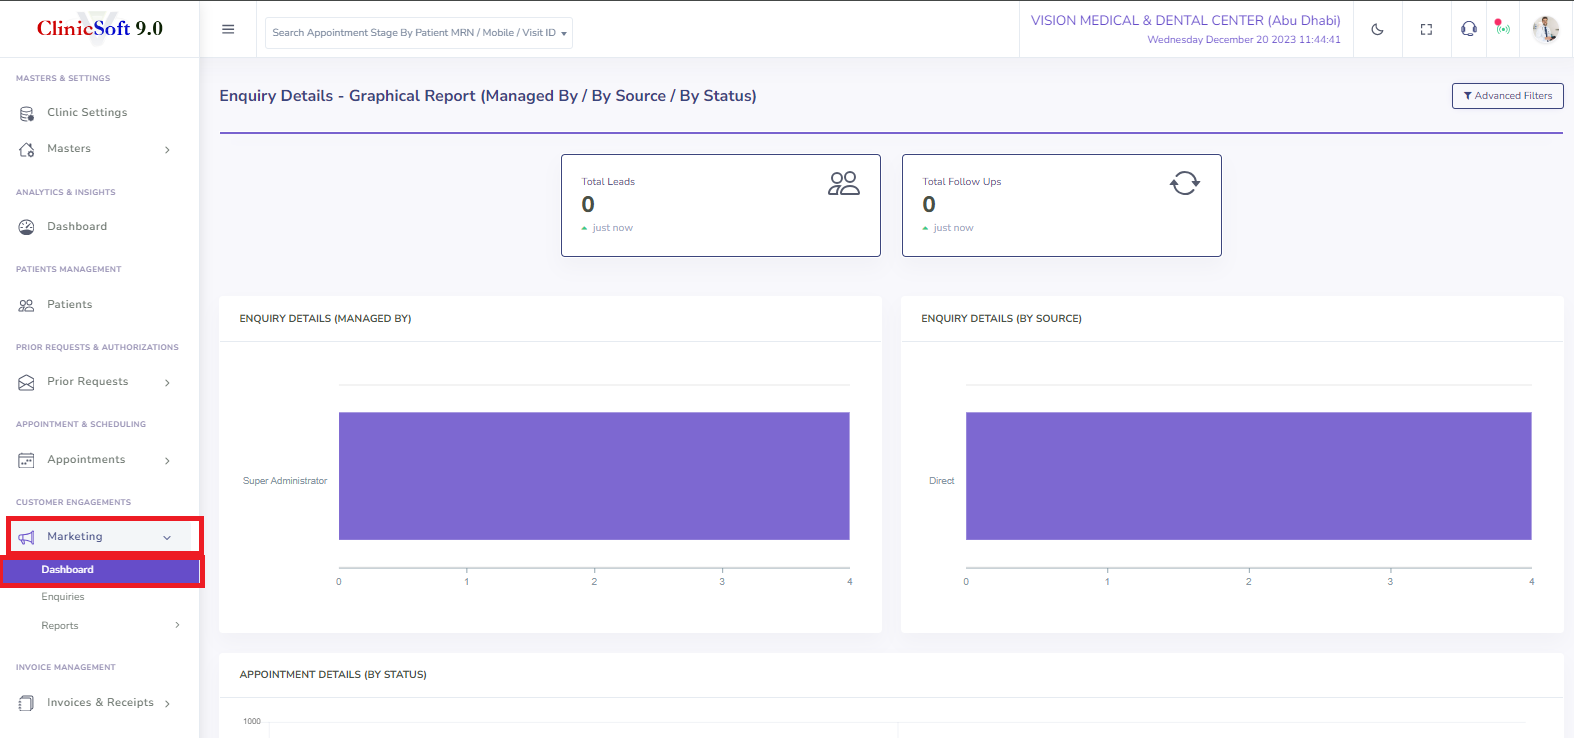 ClinicSoft 9.0
Search Appointment Stage By Patient MRN / Mobile / Visit ID
VISION MEDICAL & DENTAL CENTER (Abu Dhabi)
Wednesday December 20 2023 11:44:41
MASTERS & SETTINGS
Clinic Settings
Masters
ANALYTICS & INSIGHTS
Dashboard
PATIENTS MANAGEMENT
Patients
PRIOR REQUESTS & AUTHORIZATIONS
Prior Requests
APPOINTMENT & SCHEDULING
Appointments
CUSTOMER ENGAGEMENTS
Marketing
Dashboard
Enquiries
Reports
INVOICE MANAGEMENT
Invoices & Receipts
Enquiry Details - Graphical Report (Managed By / By Source / By Status)
Advanced Filters
Total Leads
0
just now
Total Follow Ups
0
just now
ENQUIRY DETAILS (MANAGED BY)
Super Administrator
0 1 2 3 4
ENQUIRY DETAILS (BY SOURCE)
Direct
0 1 2 3 4
APPOINTMENT DETAILS (BY STATUS)
1000